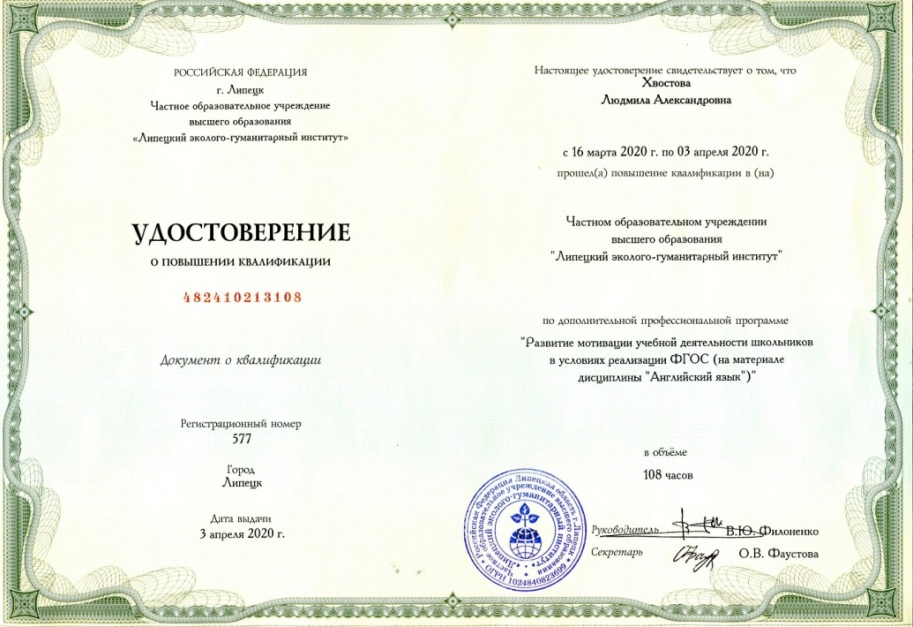 РОССИЙСКАЯ ФЕДЕРАЦИЯ
г. Липецк
Частное образовательное учреждение
высшего образования
«Липецкий эколого-гуманитарный институт»
УДОСТОВЕРЕНИЕ
О ПОВЫШЕНИИ КВАЛИФИКАЦИИ
482410213108
Документ о квалификации
Регистрационный номер
577
Город
Липецк
Дата выдачи
3 апреля 2020 г.
Настоящее удостоверение свидетельствует о том, что
Хвостова
Людмила Александровна
с 16 марта 2020 г. по 03 апреля 2020 г.
прошел(а) повышение квалификации в (на)
Частном образовательном учреждении
высшего образования
"Липецкий эколого-гуманитарный институт"
по дополнительной профессиональной программе
"Развитие мотивации учебной деятельности школьников
в условиях реализации ФГОС (на материале
дисциплины "Английский язык")"
в объёме
108 часов
Руководитель В.Ю. Филоненко
Секретарь О.В. Фаустова
Российская Федерация Липецкая область г. Липецк
Частное образовательное учреждение высшего образования
«Липецкий эколого-гуманитарный институт»
ОГРН 1024840823699